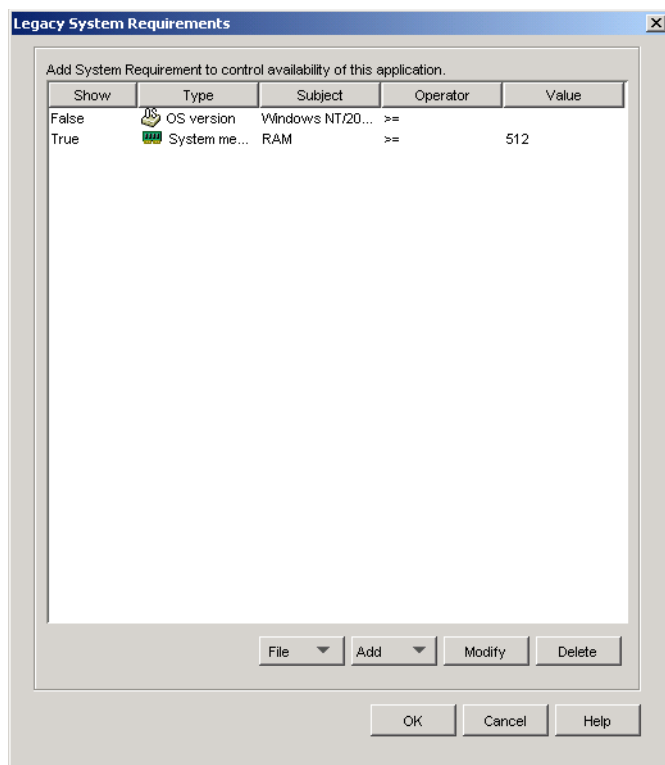 Legacy System Requirements
Add System Requirement to control availability of this application.
Show Type Subject Operator Value
False OS version Windows NT/20... >=
True System me... RAM >= 512
File Add Modify Delete
OK Cancel Help